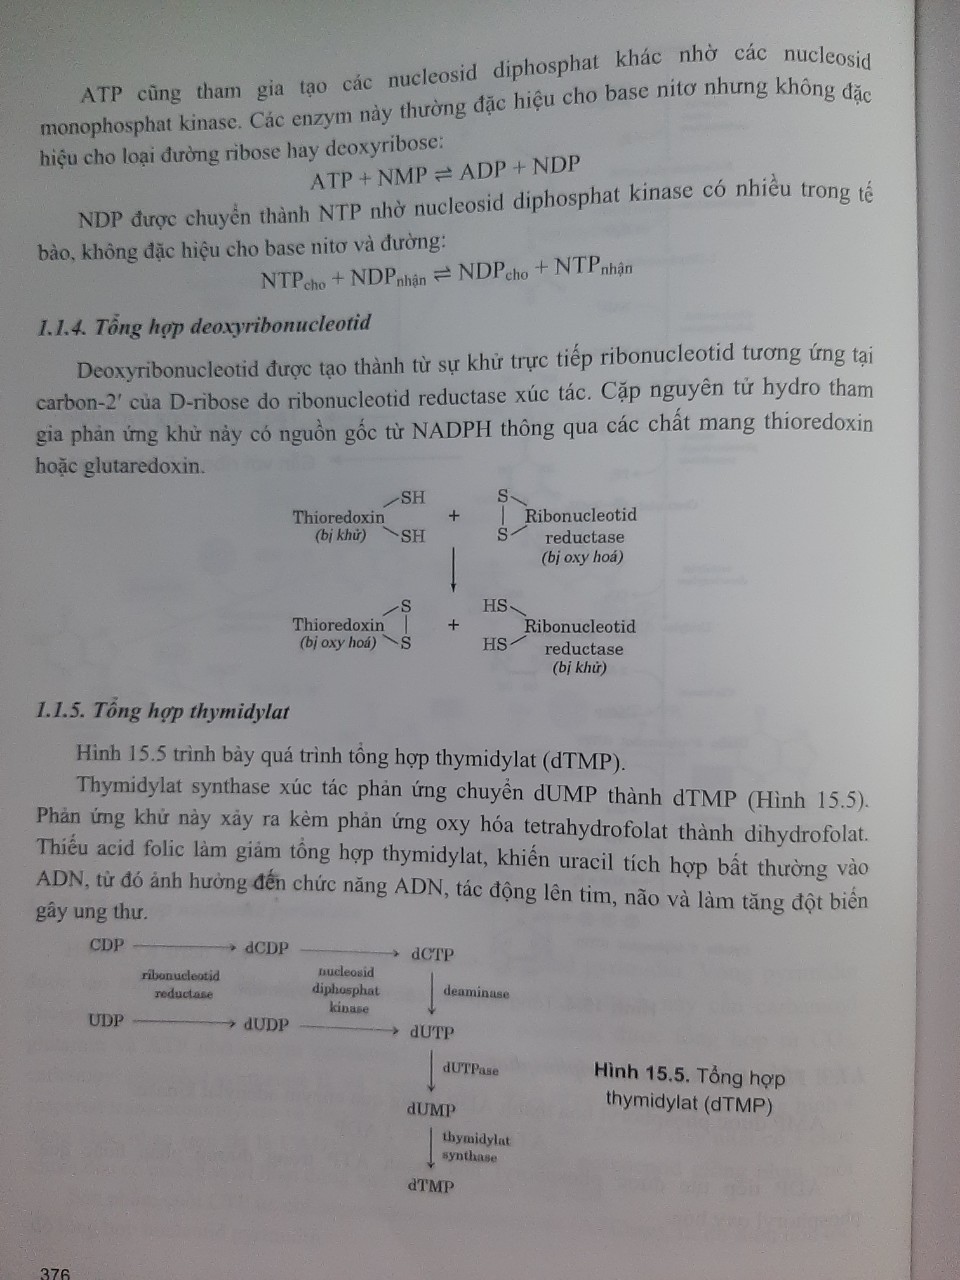 ATP cũng tham gia tạo các nucleosid diphosphat khác nhờ các nucleosid
monophosphat kinase. Các enzym này thường đặc hiệu cho base nitơ nhưng không đặc
hiệu cho loại đường ribose hay deoxyribose:
ATP + NMP ⇌ ADP + NDP
NDP được chuyển thành NTP nhờ nucleosid diphosphat kinase có nhiều trong tế
bào, không đặc hiệu cho base nitơ và đường:
NTPcho + NDPnhận ⇌ NDPcho + NTPnhận
1.1.4. Tổng hợp deoxyribonucleotid
Deoxyribonucleotid được tạo thành từ sự khử trực tiếp ribonucleotid tương ứng tại
carbon-2' của D-ribose do ribonucleotid reductase xúc tác. Cặp nguyên tử hydro tham
gia phản ứng khử này có nguồn gốc từ NADPH thông qua các chất mang thioredoxin
hoặc glutaredoxin.
SH S
Thioredoxin + Ribonucleotid
(bị khử) SH S reductase
(bị oxy hoá)
S HS
Thioredoxin + Ribonucleotid
(bị oxy hoá) S HS reductase
(bị khử)
1.1.5. Tổng hợp thymidylat
Hình 15.5 trình bày quá trình tổng hợp thymidylat (dTMP).
Thymidylat synthase xúc tác phản ứng chuyển dUMP thành dTMP (Hình 15.5).
Phản ứng khử này xảy ra kèm phản ứng oxy hóa tetrahydrofolat thành dihydrofolat.
Thiếu acid folic làm giảm tổng hợp thymidylat, khiến uracil tích hợp bất thường vào
ADN, từ đó ảnh hưởng đến chức năng ADN, tác động lên tim, não và làm tăng đột biến
gây ung thư.
CDP dCDP dCTP
ribonucleotid
reductase
nucleosid
diphosphat
kinase
deaminase
UDP dUDP dUTP
dUTPase
dUMP
thymidylat
synthase
dTMP
Hình 15.5. Tổng hợp
thymidylat (dTMP)
376